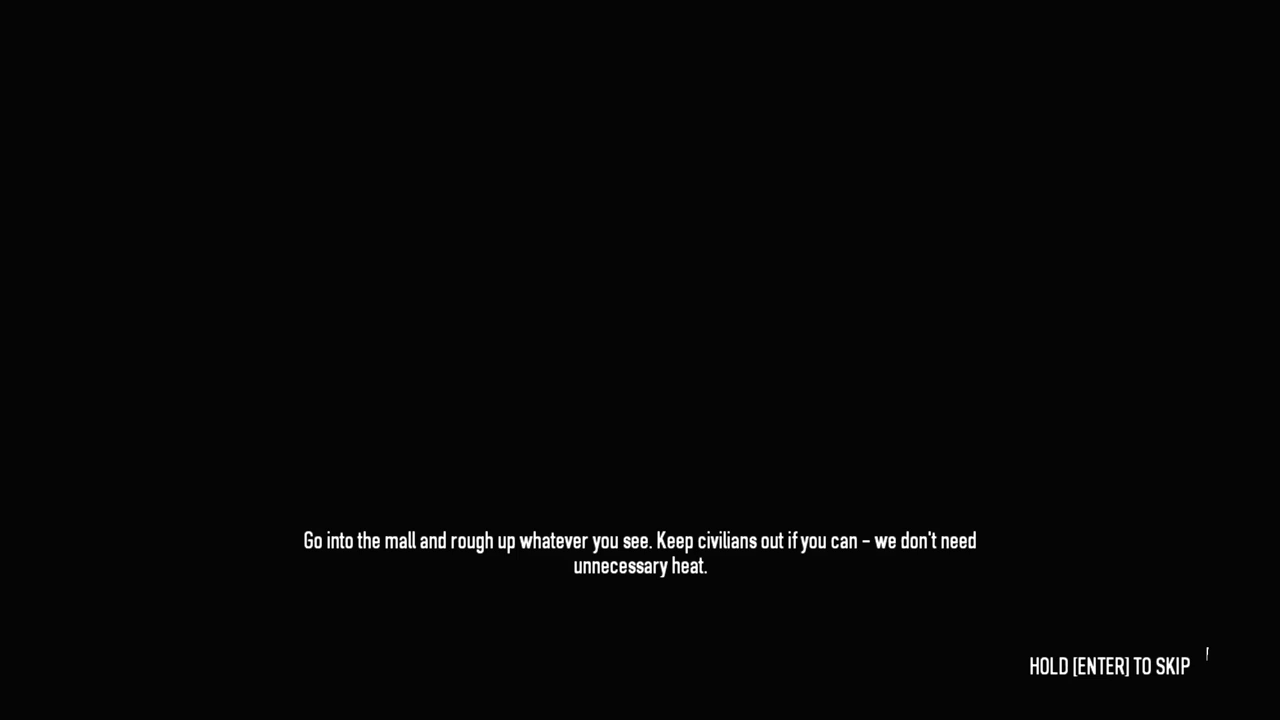 Go into the mall and rough up whatever you see. Keep civilians out if you can - we don't need
unnecessary heat.
HOLD [ENTER] TO SKIP